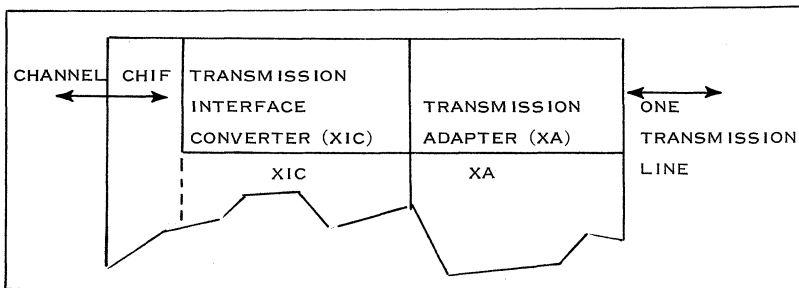 CHANNEL CHIF TRANSMISSION
INTERFACE
CONVERTER (XIC)
TRANSMISSION
ADAPTER (XA)
ONE
TRANSMISSION
LINE
XIC
XA